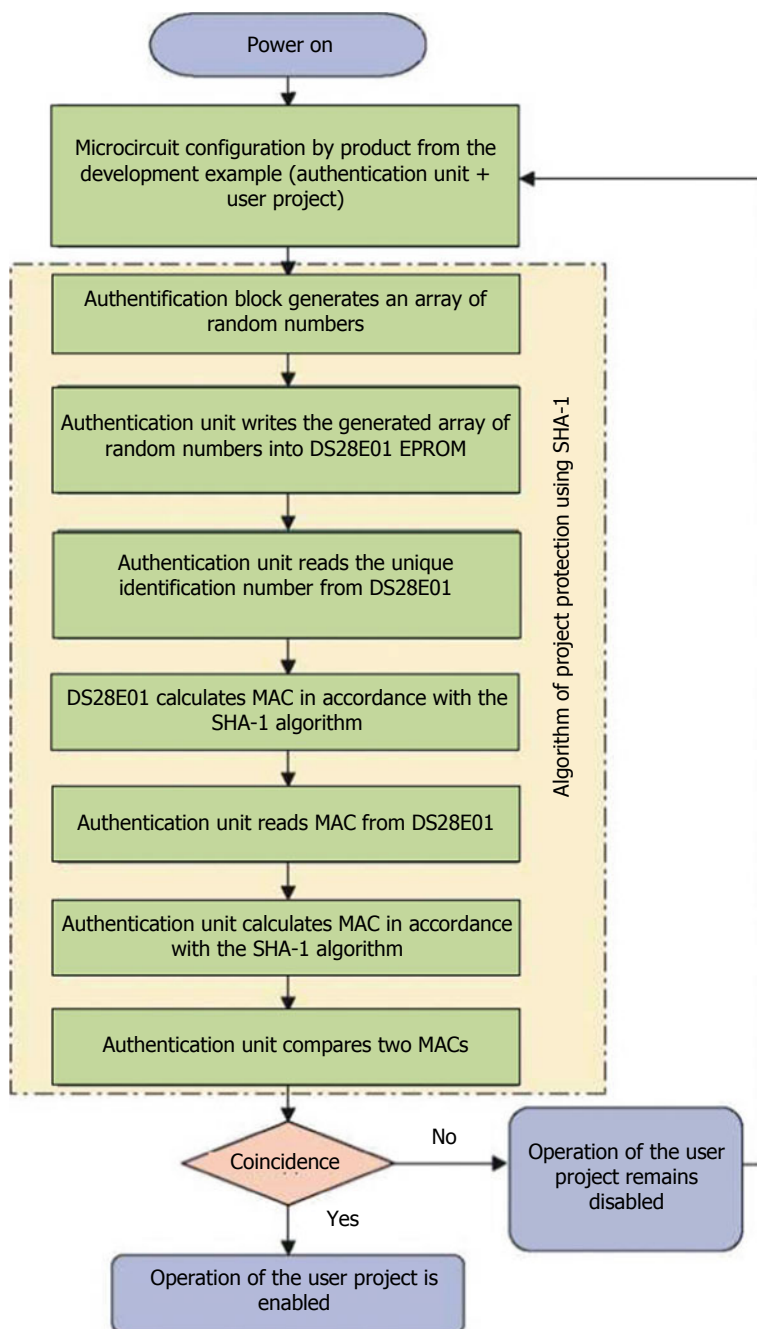 Power on
Microcircuit configuration by product from the
development example (authentication unit +
user project)
Authentification block generates an array of
random numbers
Authentication unit writes the generated array of
random numbers into DS28E01 EPROM
Authentication unit reads the unique
identification number from DS28E01
DS28E01 calculates MAC in accordance with the
SHA-1 algorithm
Authentication unit reads MAC from DS28E01
Authentication unit calculates MAC in accordance
with the SHA-1 algorithm
Authentication unit compares two MACs
Algorithm of project protection using SHA-1
Coincidence
No
Operation of the user
project remains
disabled
Yes
Operation of the user project is
enabled